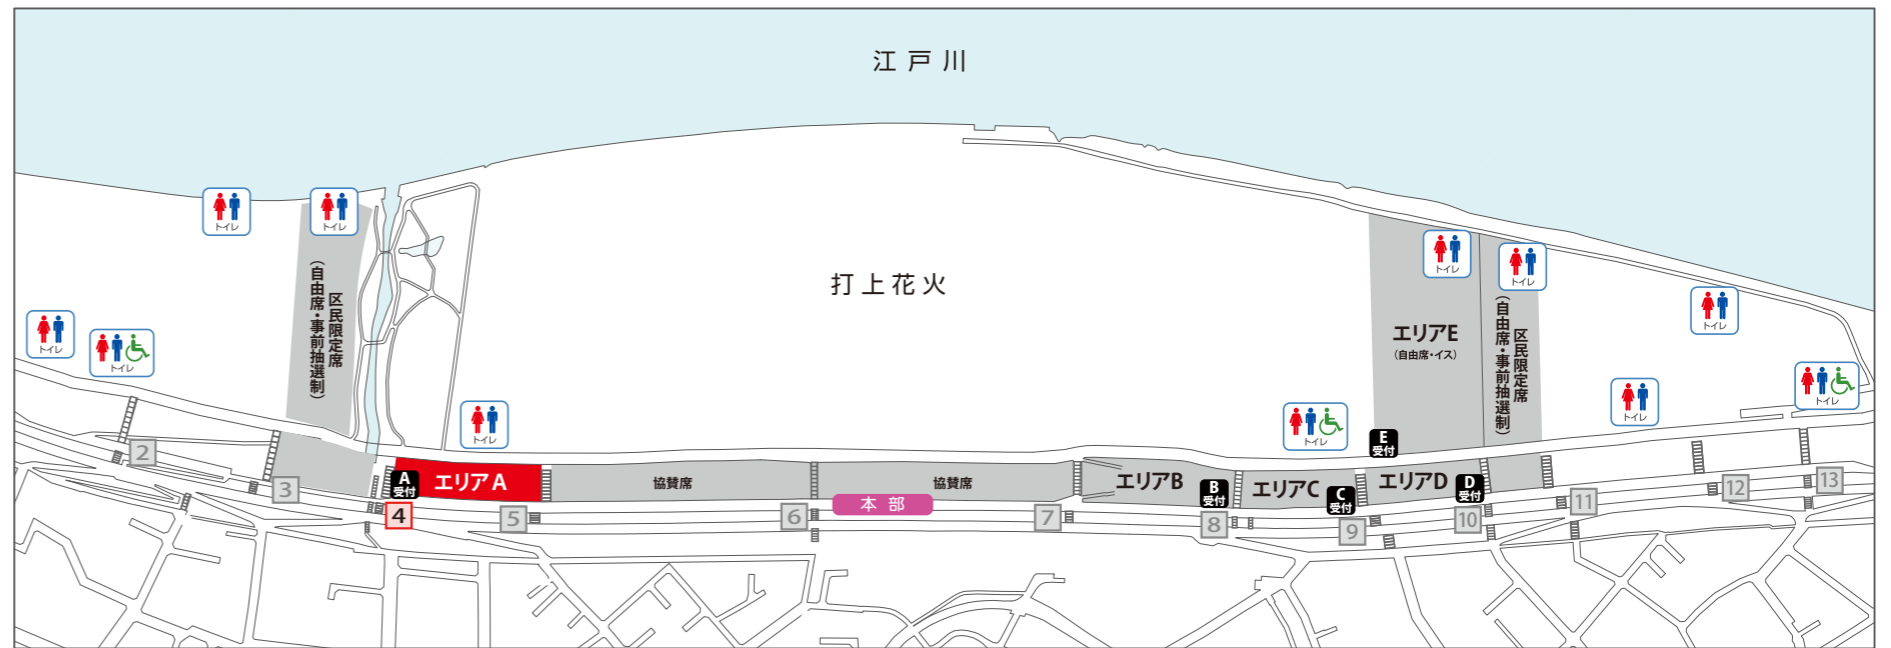 江戸川
トイレ
トイレ
打上花火
トイレ
トイレ
区民限定席
(自由席・事前抽選制)
エリアE
(自由席・イス)
区民限定席
(自由席・事前抽選制)
トイレ
トイレ
トイレ
トイレ
トイレ
トイレ
トイレ
E
受付
2
3
A
受付
エリアA
協賛席
協賛席
エリアB
B
受付
エリアC
C
受付
エリアD
D
受付
4
5
6
本部
7
8
9
10
11
12
13